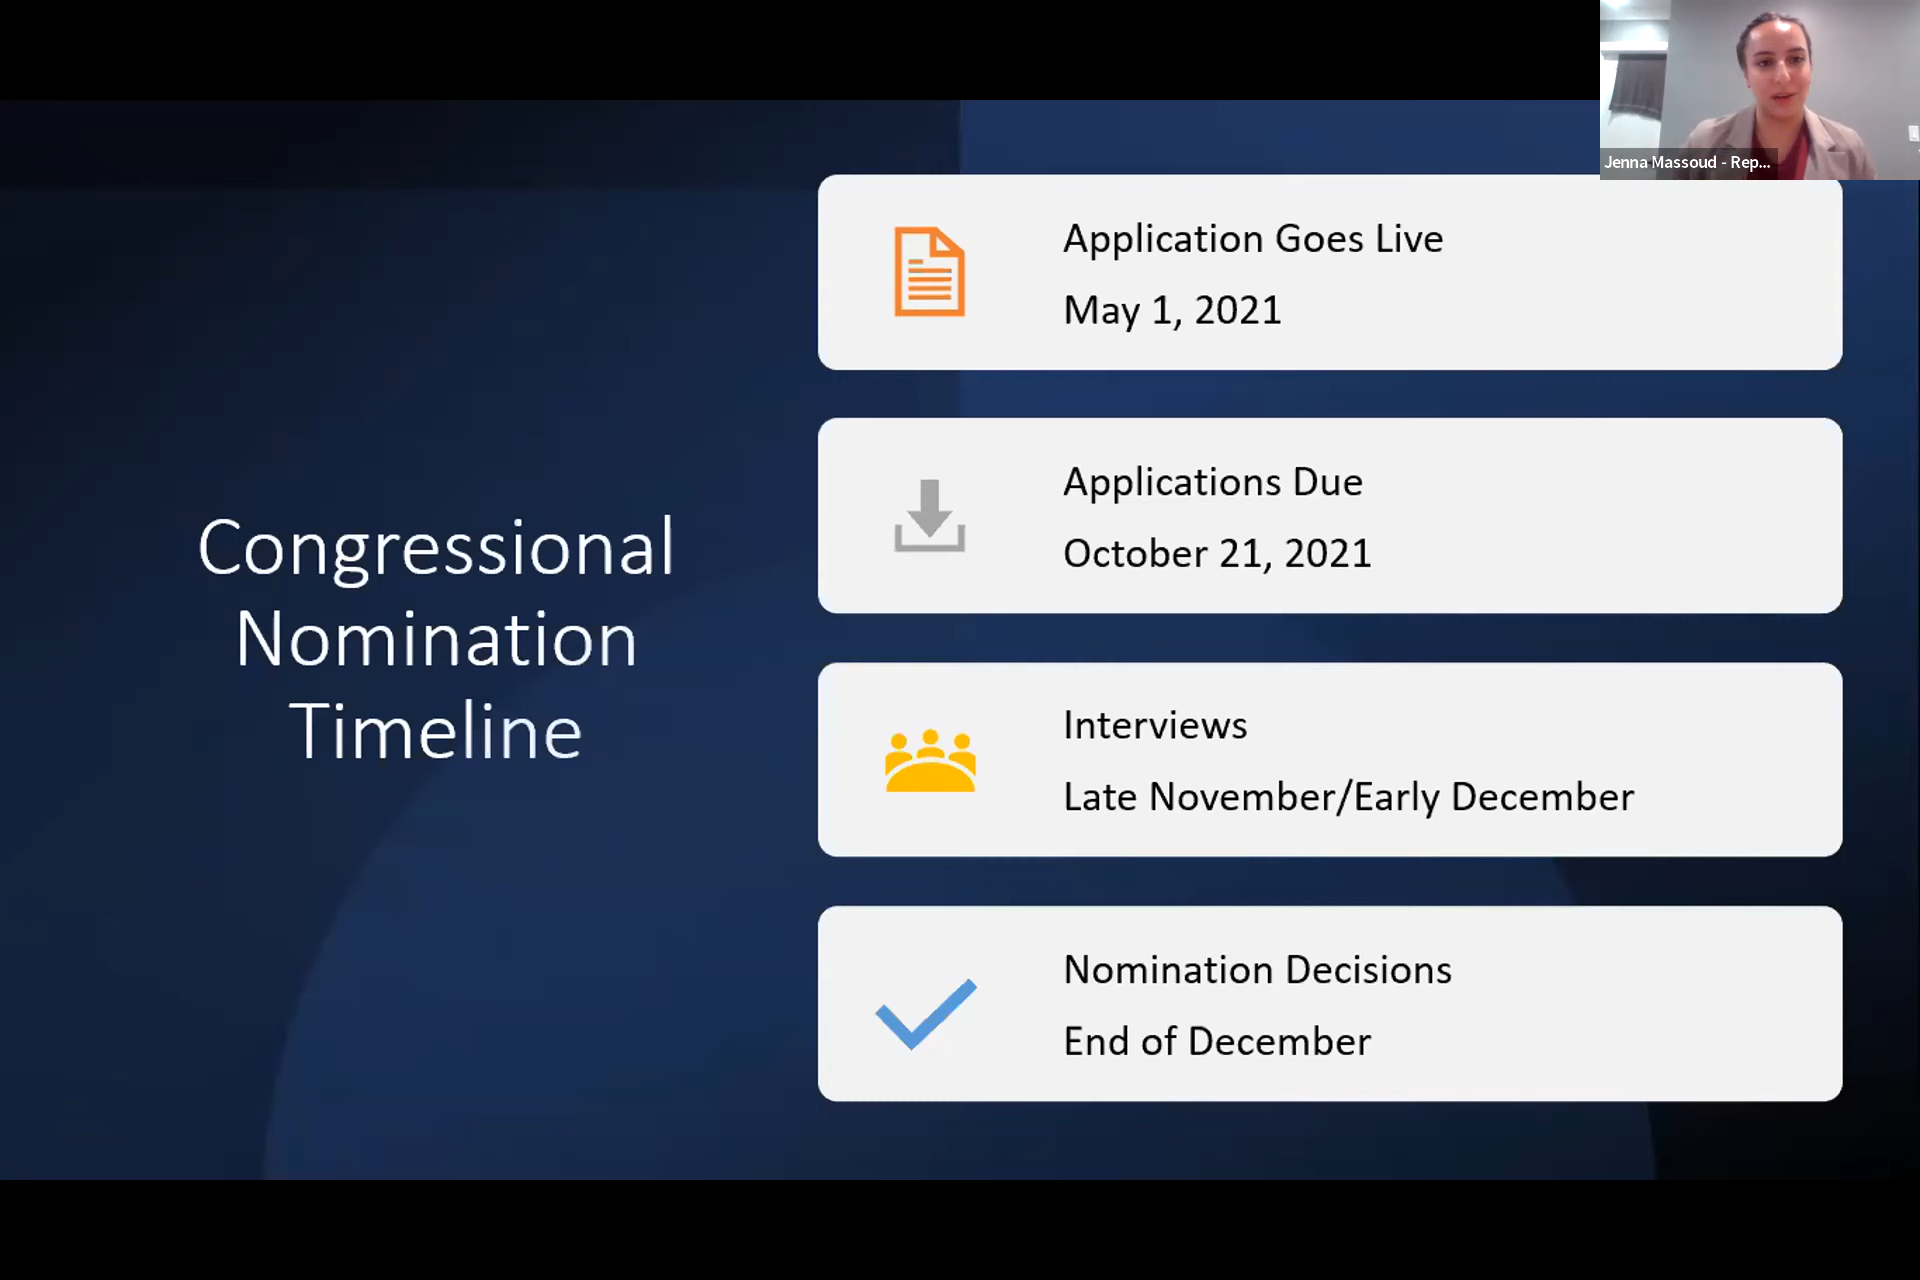 Jenna Massoud - Rep...
Congressional
Nomination
Timeline
Application Goes Live
May 1, 2021
Applications Due
October 21, 2021
Interviews
Late November/Early December
Nomination Decisions
End of December